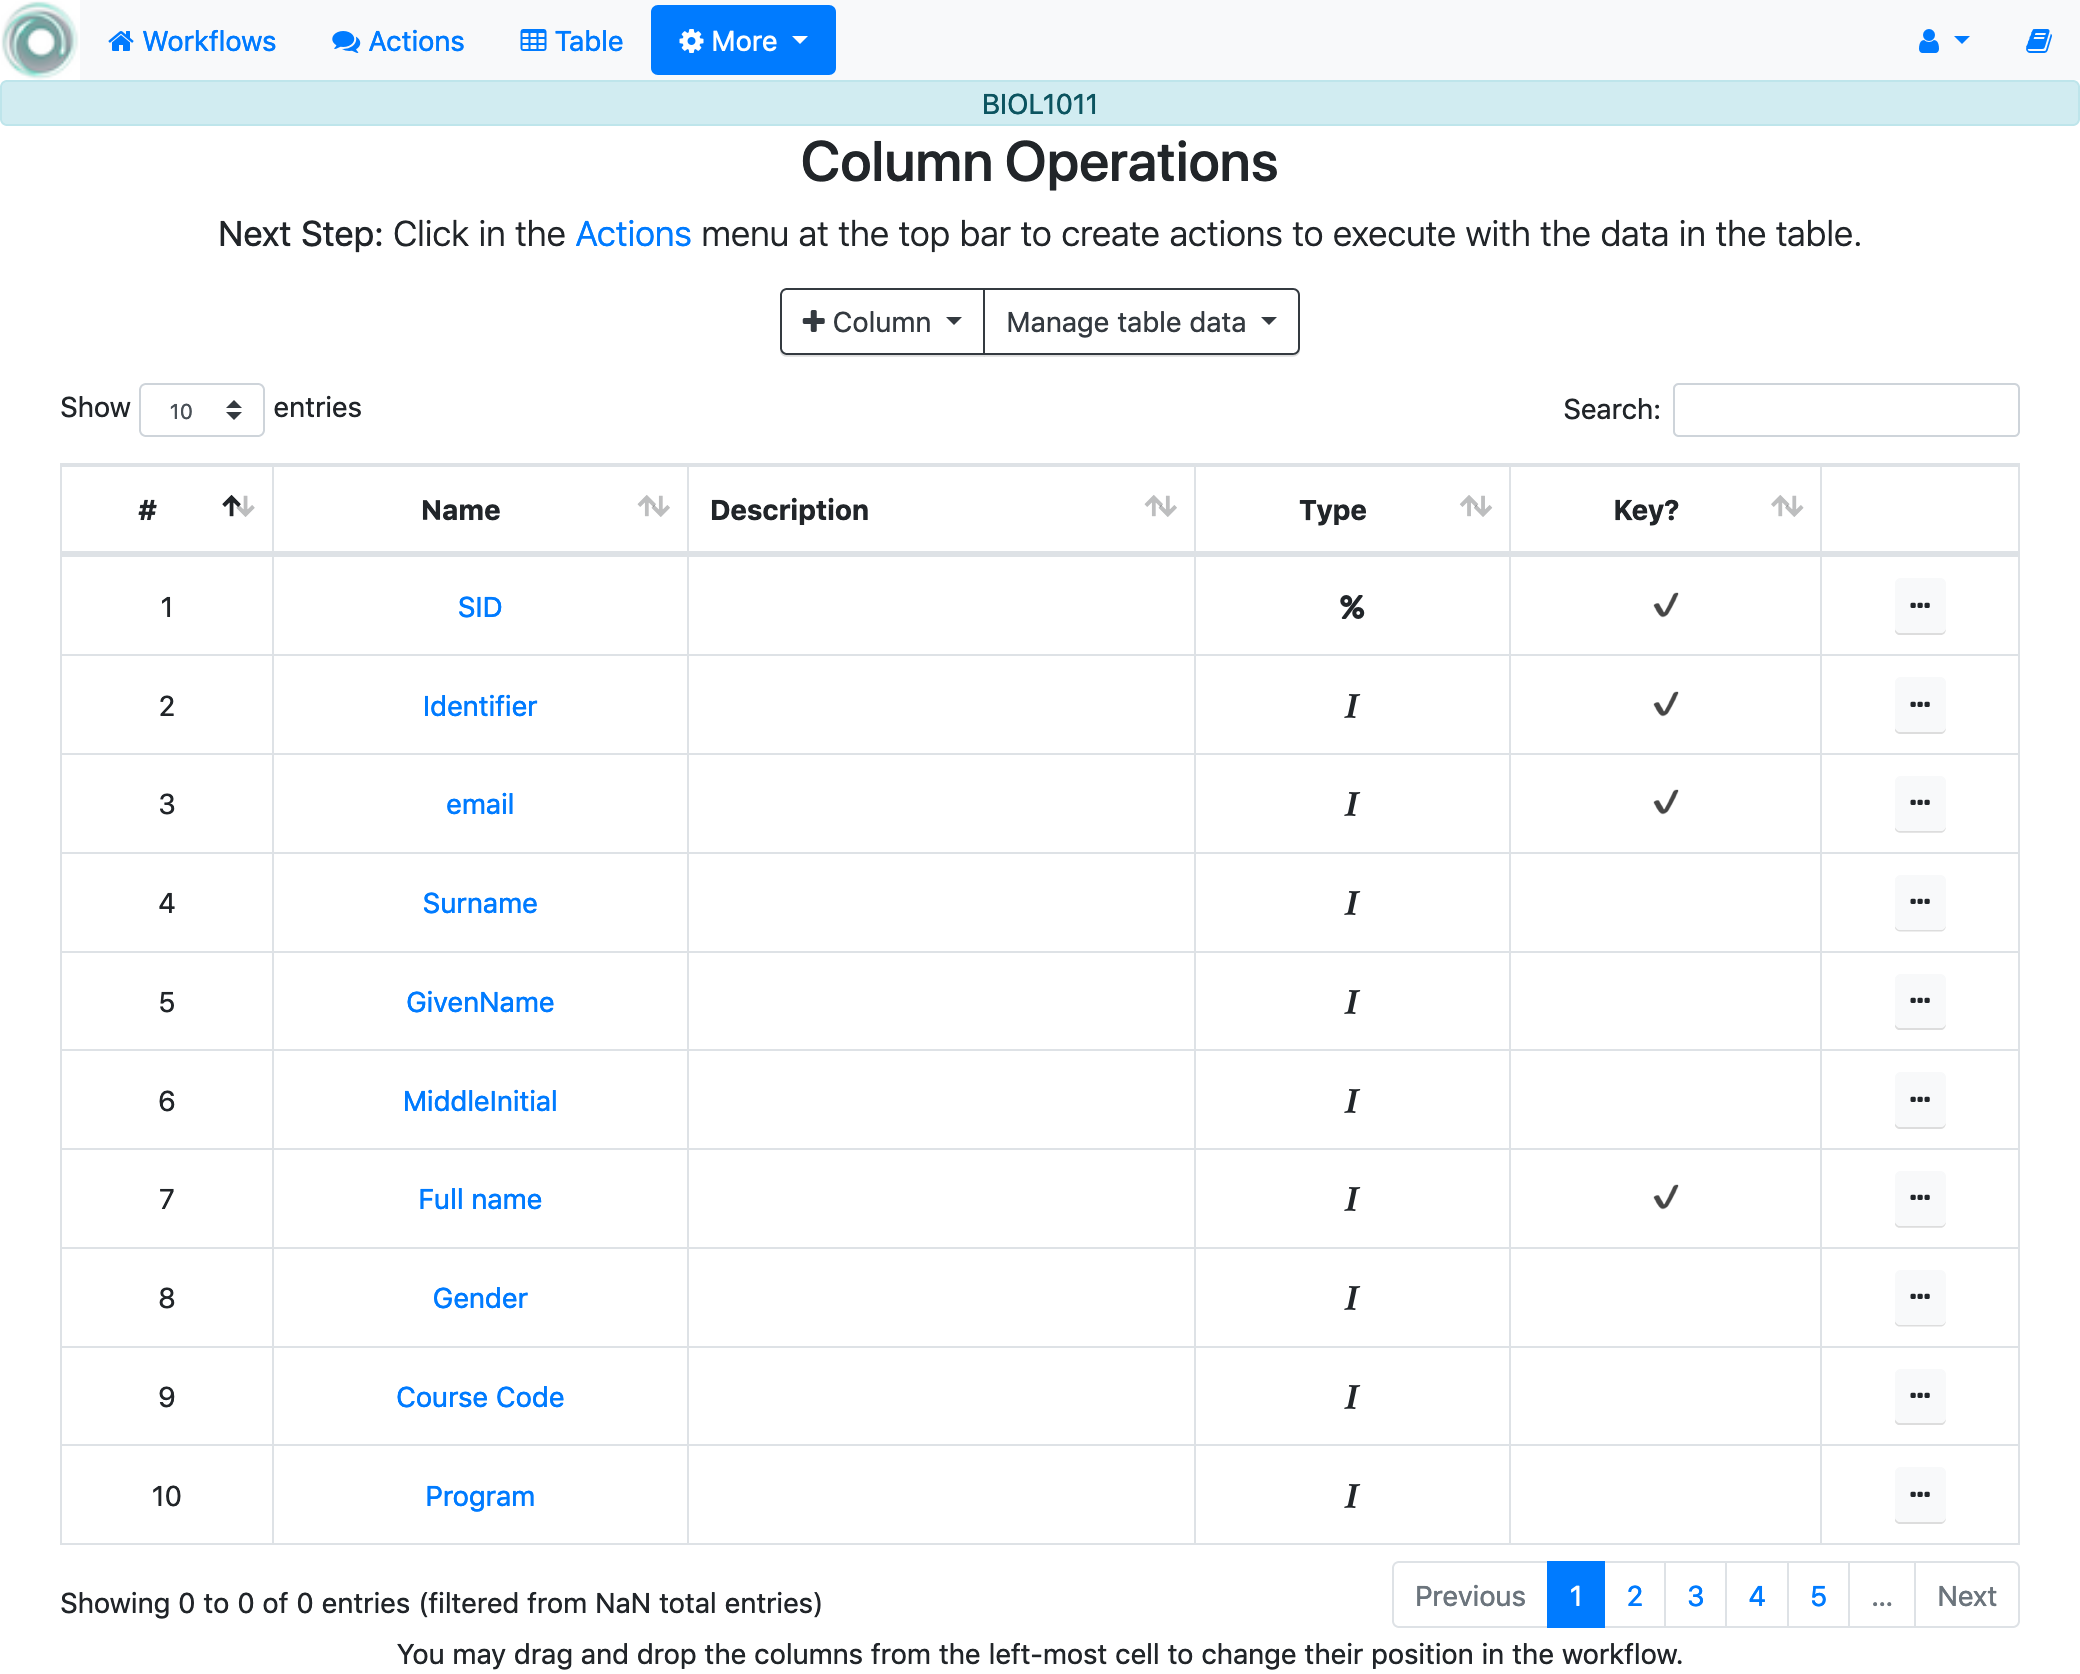 Workflows Actions Table More
BIOL1011
Column Operations
Next Step: Click in the Actions menu at the top bar to create actions to execute with the data in the table.
Column Manage table data
Show 10 entries Search:
# Name Description Type Key?
1 SID %
2 Identifier I
3 email I
4 Surname I
5 GivenName I
6 MiddleInitial I
7 Full name I
8 Gender I
9 Course Code I
10 Program I
Showing 0 to 0 of 0 entries (filtered from NaN total entries) Previous 1 2 3 4 5 ... Next
You may drag and drop the columns from the left-most cell to change their position in the workflow.